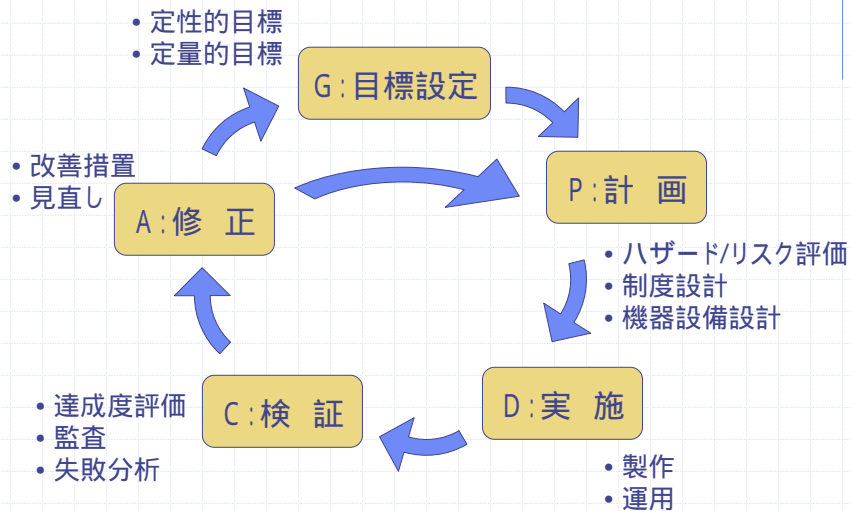 • 定性的目標
• 定量的目標
G:目標設定
• 改善措置
• 見直し
A:修 正
P:計 画
• ハザード/リスク評価
• 制度設計
• 機器設備設計
• 達成度評価
• 監査
• 失敗分析
C:検 証
D:実 施
• 製作
• 運用